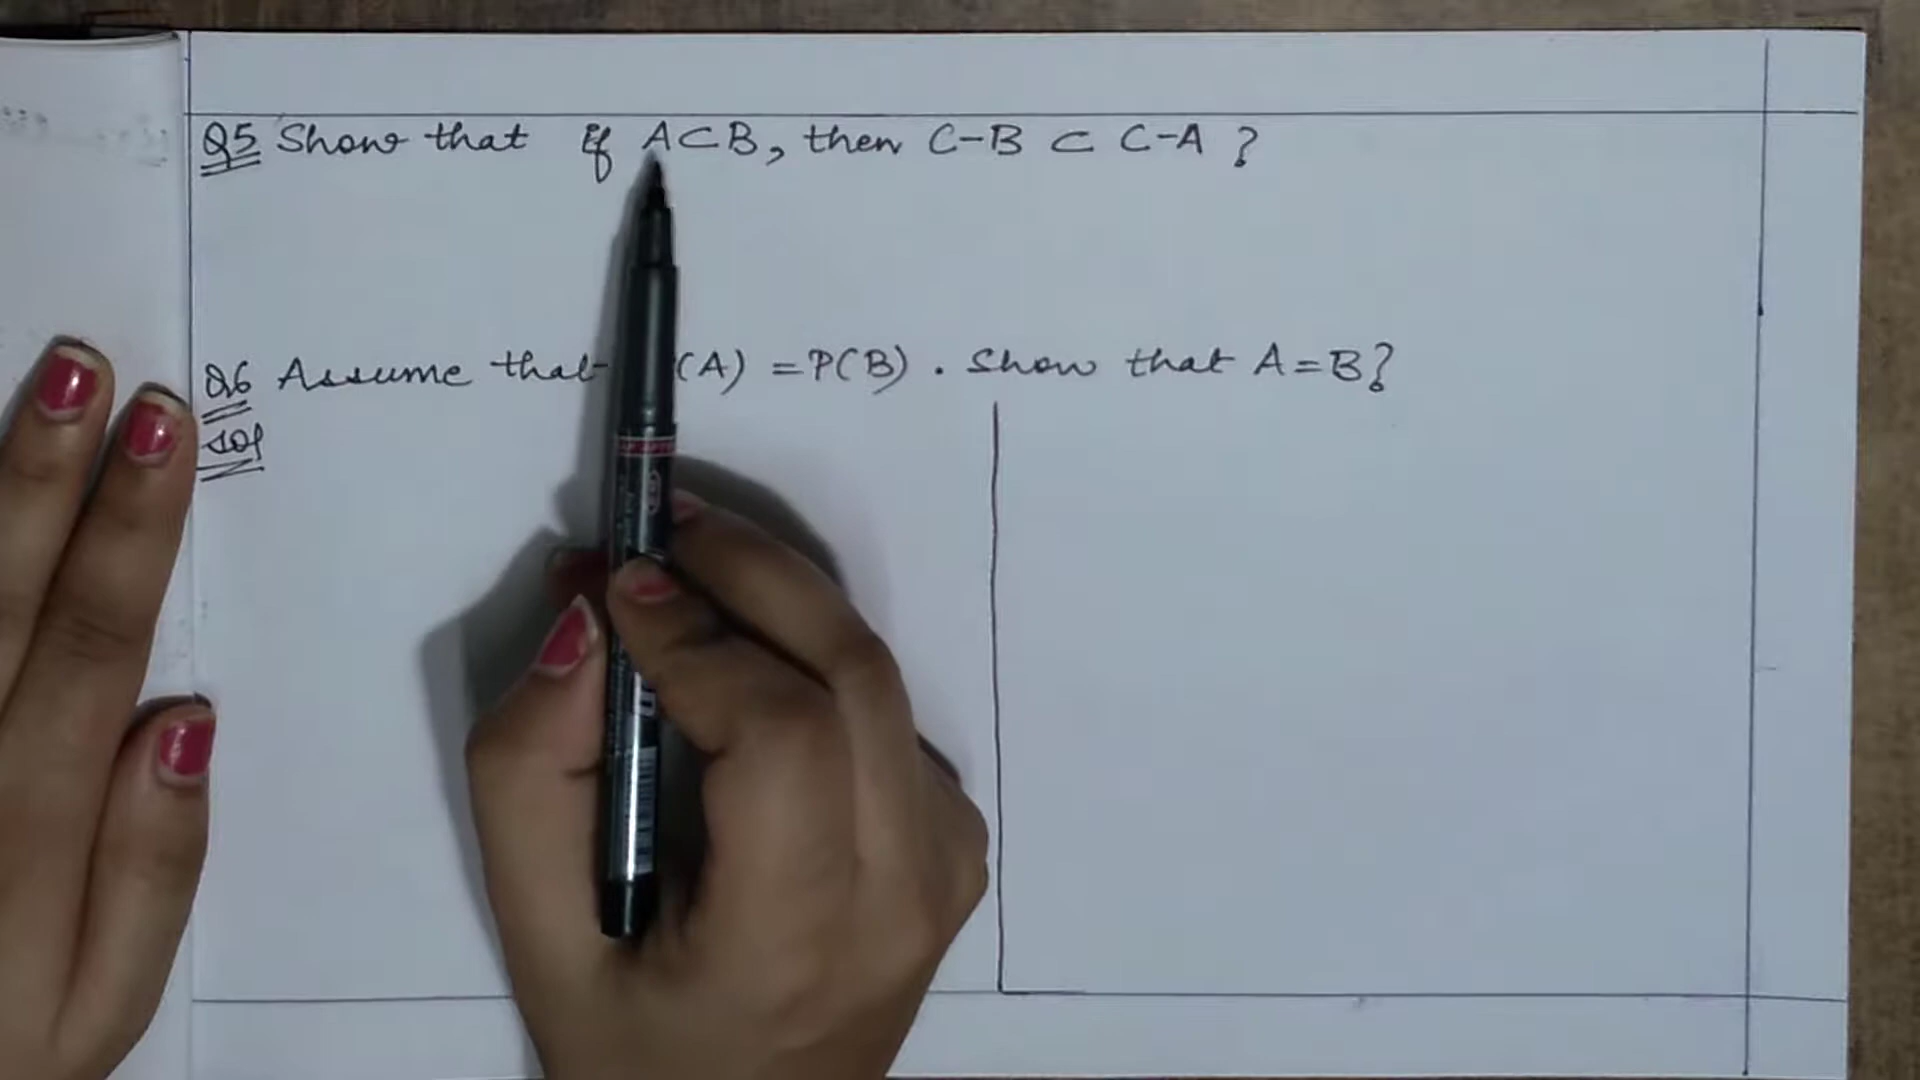 Q5 Show that if A⊂B, then C-B ⊂ C-A ?
Q6 Assume that (A) = P(B). Show that A=B?
Sol